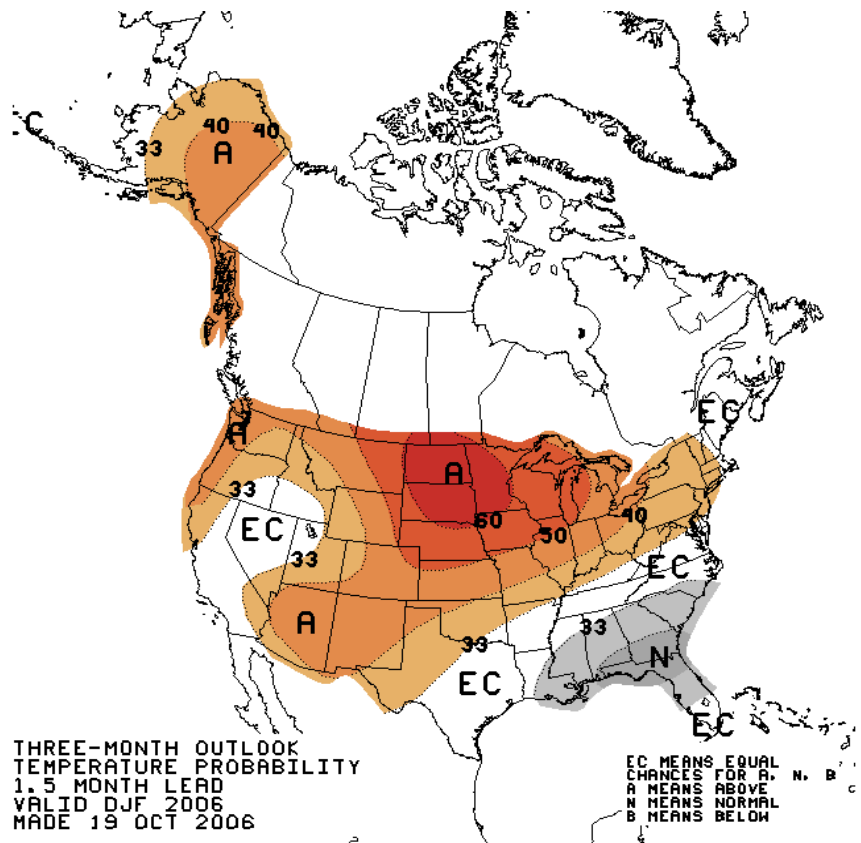 EC
40
40
33
A
EC
A
A
33
60
40
EC
50
33
EC
A
33
33
N
EC
EC
THREE-MONTH OUTLOOK
TEMPERATURE PROBABILITY
1.5 MONTH LEAD
VALID DJF 2006
MADE 19 OCT 2006
EC MEANS EQUAL
CHANCES FOR A, N, B
A MEANS ABOVE
N MEANS NORMAL
B MEANS BELOW